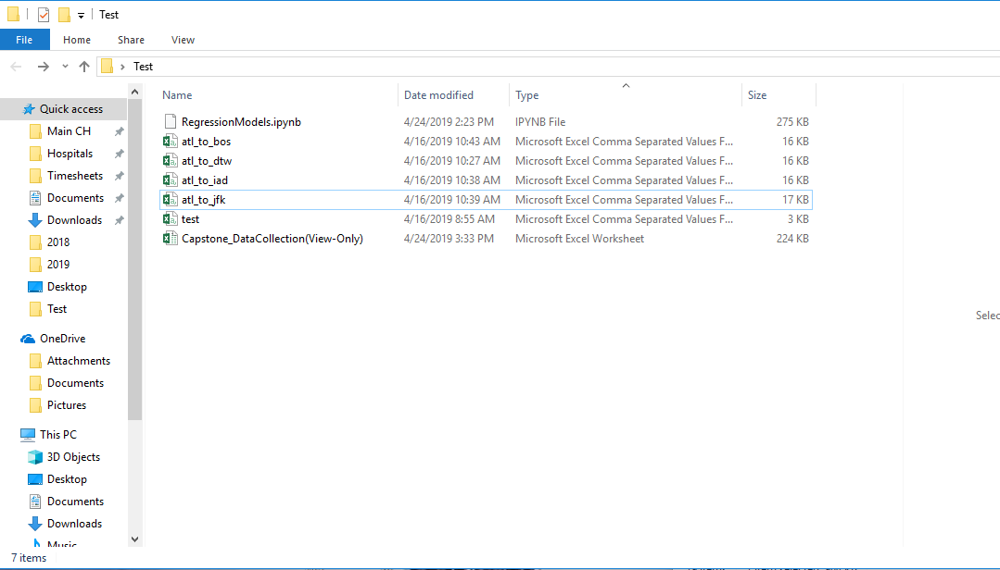 Test
File Home Share View
Test
Name Date modified Type Size
RegressionModels.ipynb 4/24/2019 2:23 PM IPYNB File 275 KB
atl_to_bos 4/16/2019 10:43 AM Microsoft Excel Comma Separated Values F... 16 KB
atl_to_dtw 4/16/2019 10:27 AM Microsoft Excel Comma Separated Values F... 16 KB
atl_to_iad 4/16/2019 10:38 AM Microsoft Excel Comma Separated Values F... 16 KB
atl_to_jfk 4/16/2019 10:39 AM Microsoft Excel Comma Separated Values F... 17 KB
test 4/16/2019 8:55 AM Microsoft Excel Comma Separated Values F... 3 KB
Capstone_DataCollection(View-Only) 4/24/2019 3:33 PM Microsoft Excel Worksheet 224 KB
Quick access
Main CH
Hospitals
Timesheets
Documents
Downloads
2018
2019
Desktop
Test
OneDrive
Attachments
Documents
Pictures
This PC
3D Objects
Desktop
Documents
Downloads
Music
Selec
7 items